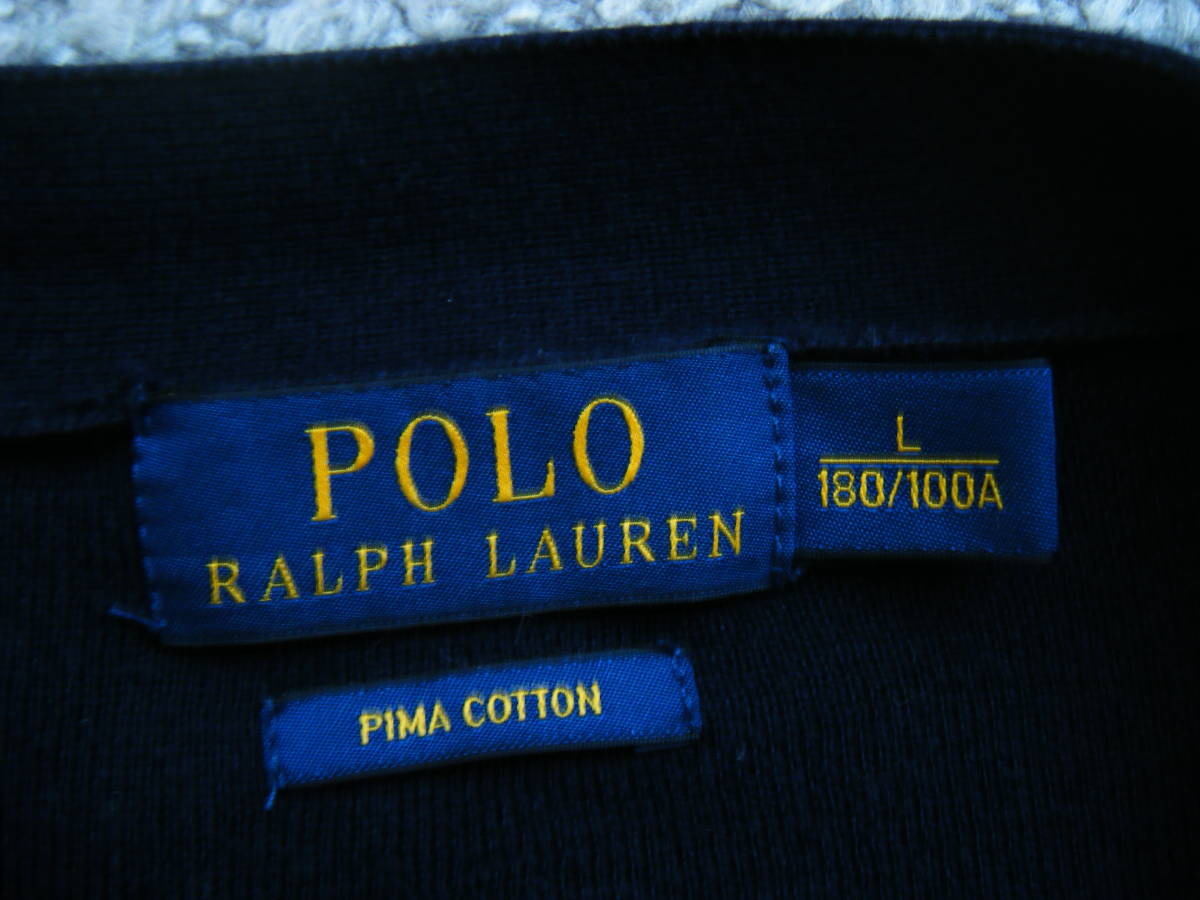 POLO
RALPH LAUREN
L
180/100A
PIMA COTTON